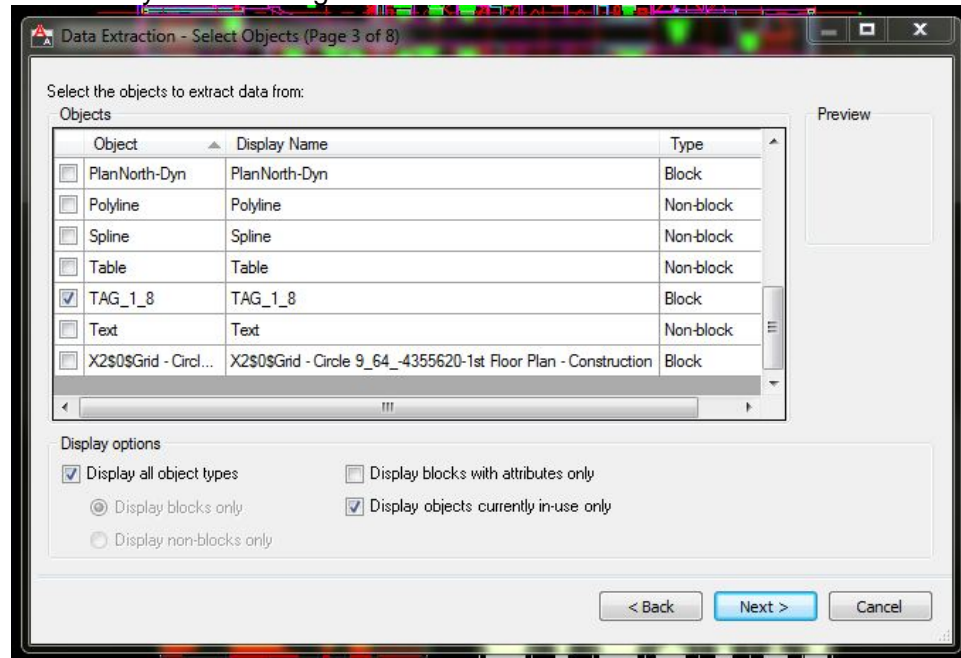 Data Extraction - Select Objects (Page 3 of 8)
Select the objects to extract data from:
Objects
Preview
Object Display Name Type
PlanNorth-Dyn PlanNorth-Dyn Block
Polyline Polyline Non-block
Spline Spline Non-block
Table Table Non-block
TAG_1_8 TAG_1_8 Block
Text Text Non-block
X2$0$Grid - Circl... X2$0$Grid - Circle 9_64_-4355620-1st Floor Plan - Construction Block
Display options
Display all object types Display blocks with attributes only
Display blocks only Display objects currently in-use only
Display non-blocks only
< Back Next > Cancel